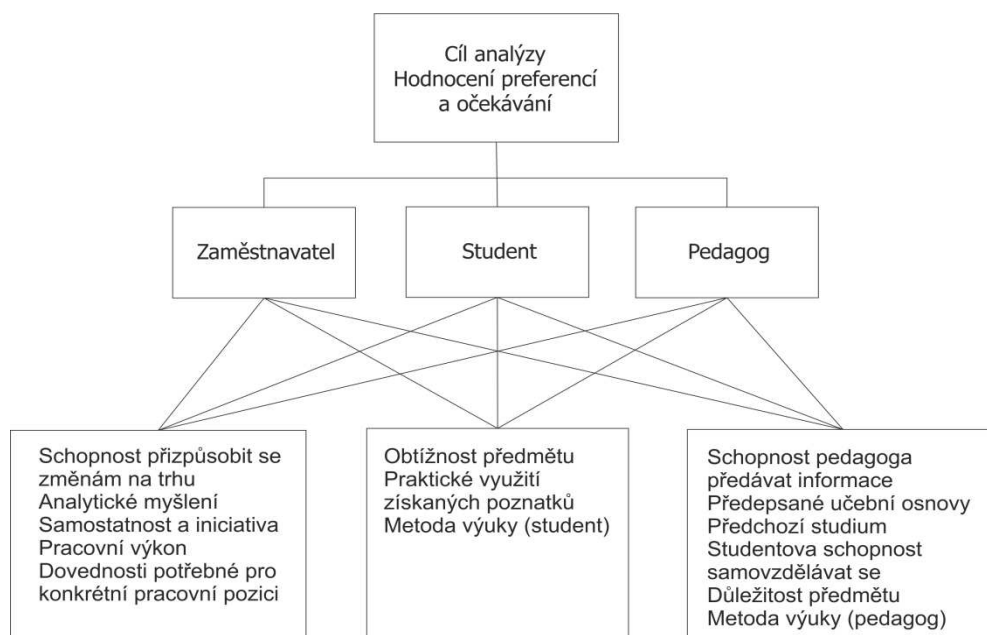 Cíl analýzy
Hodnocení preferencí
a očekávání
Zaměstnavatel
Student
Pedagog
Schopnost přizpůsobit se
změnám na trhu
Analytické myšlení
Samostatnost a iniciativa
Pracovní výkon
Dovednosti potřebné pro
konkrétní pracovní pozici
Obtížnost předmětu
Praktické využití
získaných poznatků
Metoda výuky (student)
Schopnost pedagoga
předávat informace
Předepsané učební osnovy
Předchozí studium
Studentova schopnost
samovzdělávat se
Důležitost předmětu
Metoda výuky (pedagog)